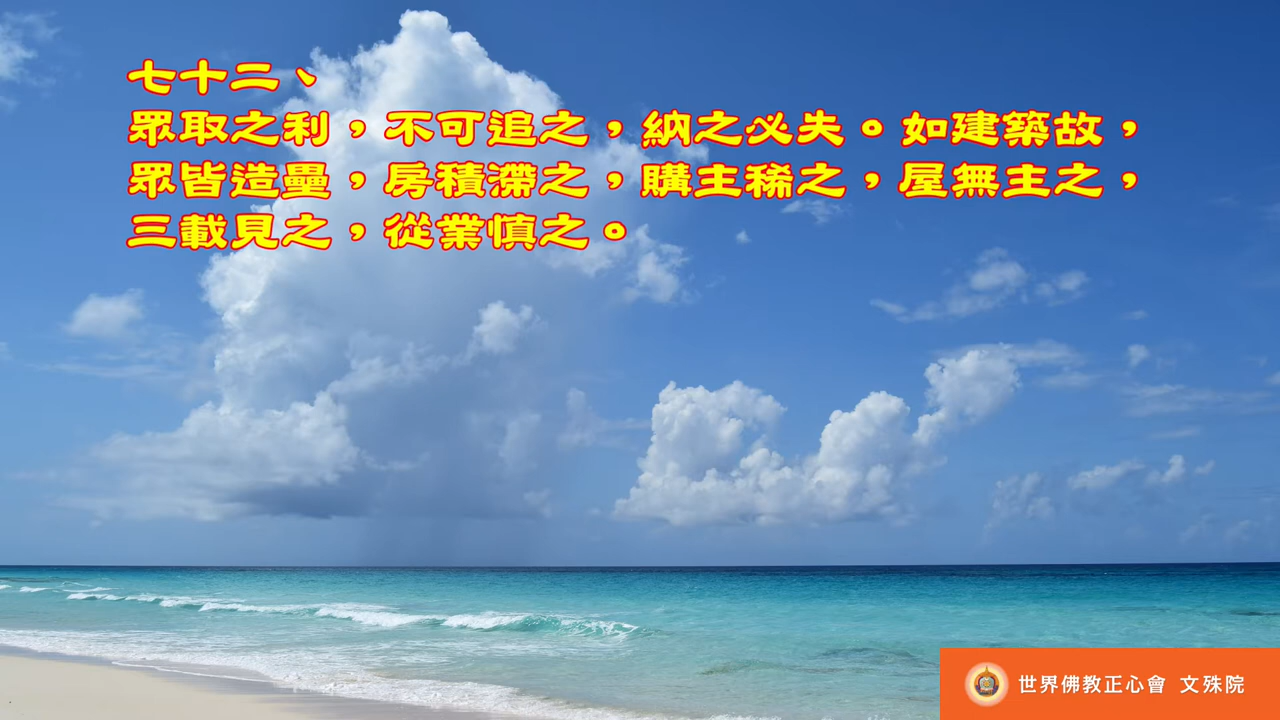 七十二、
眾取之利，不可追之，納之必失。如建築故，
眾皆造壘，房積滯之，購主稀之，屋無主之，
三載見之，從業慎之。
世界佛教正心會 文殊院